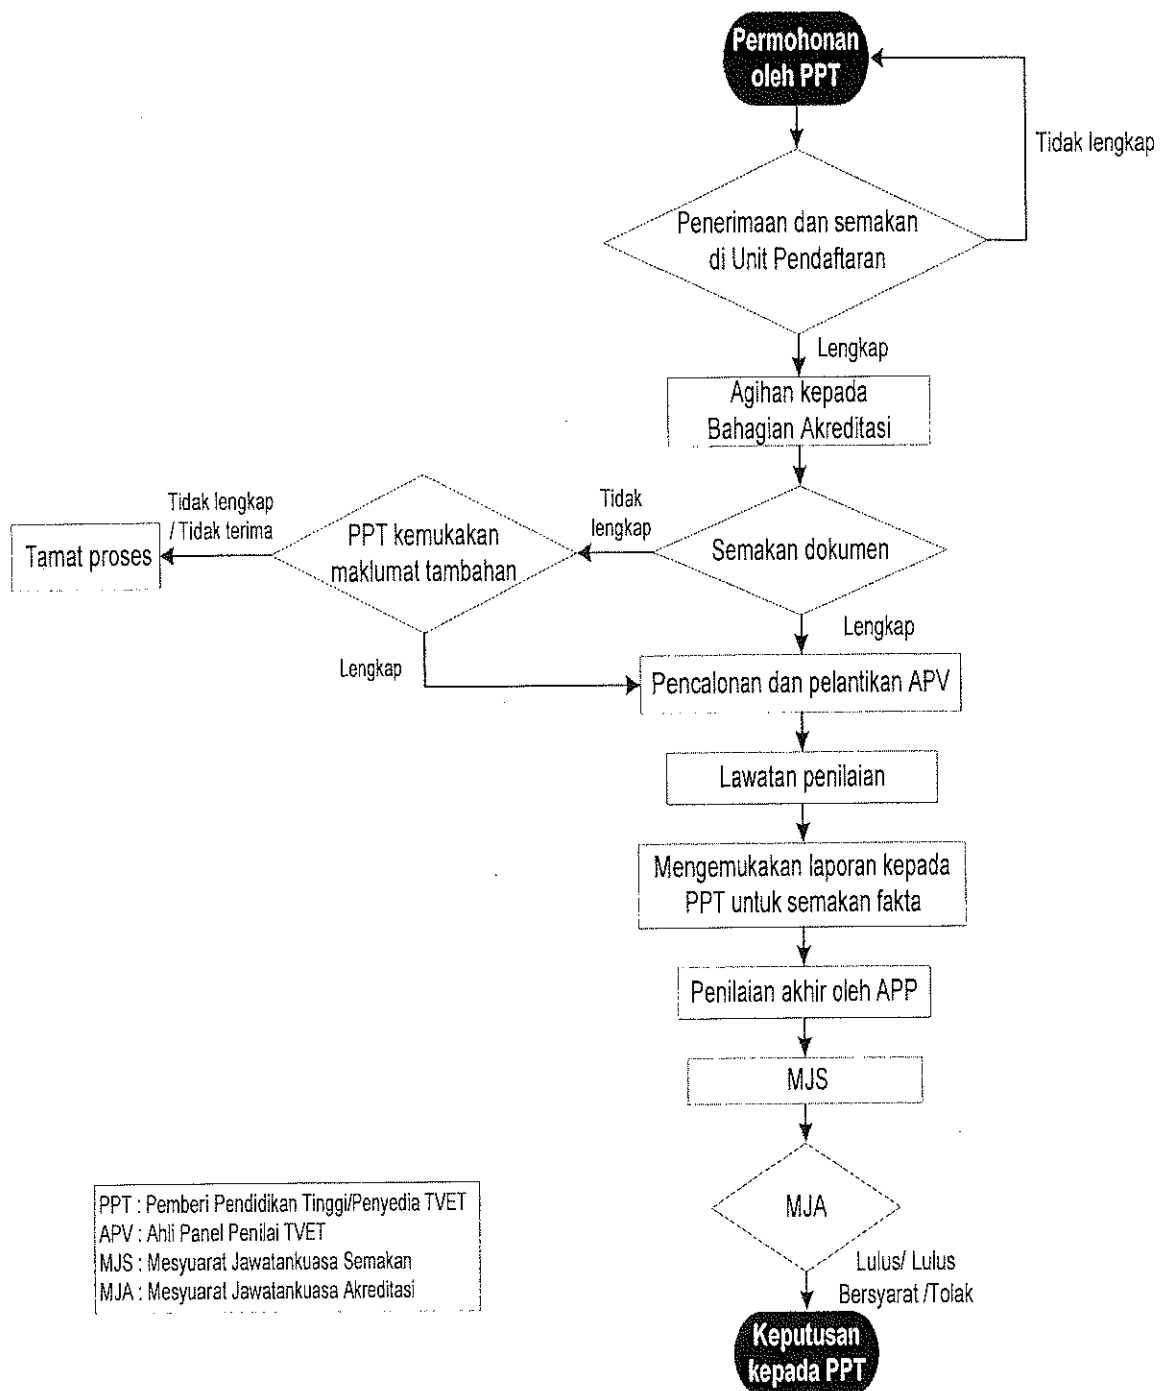 Permohonan
oleh PPT
Tidak lengkap
Penerimaan dan semakan
di Unit Pendaftaran
Lengkap
Agihan kepada
Bahagian Akreditasi
Tidak lengkap
/ Tidak terima
Tidak
lengkap
Tamat proses
PPT kemukakan
maklumat tambahan
Semakan dokumen
Lengkap
Lengkap
Pencalonan dan pelantikan APV
Lawatan penilaian
Mengemukakan laporan kepada
PPT untuk semakan fakta
Penilaian akhir oleh APP
MJS
MJA
PPT : Pemberi Pendidikan Tinggi/Penyedia TVET
APV : Ahli Panel Penilai TVET
MJS : Mesyuarat Jawatankuasa Semakan
MJA : Mesyuarat Jawatankuasa Akreditasi
Lulus/ Lulus
Bersyarat /Tolak
Keputusan
kepada PPT